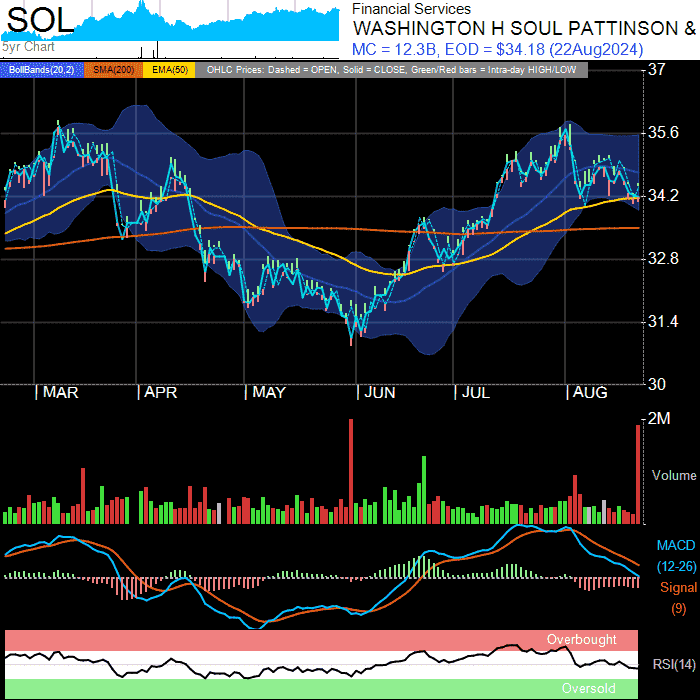 SOL
5yr Chart
Financial Services
WASHINGTON H SOUL PATTINSON &
MC = 12.3B, EOD = $34.18 (22Aug2024)
BollBands(20,2) SMA(200) EMA(50) OHLC Prices: Dashed = OPEN, Solid = CLOSE, Green/Red bars = Intra-day HIGH/LOW
37
35.6
34.2
32.8
31.4
30
| MAR | APR | MAY | JUN | JUL | AUG
2M
Volume
MACD
(12-26)
Signal
(9)
Overbought
RSI(14)
Oversold